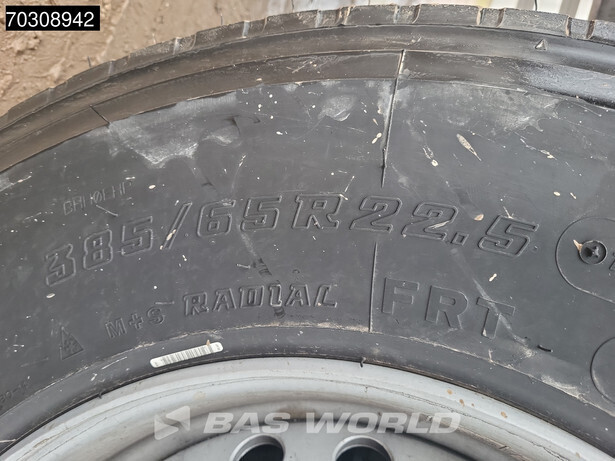 70308942
385/65R22.5
M+S RADIAL FRT
BAS WORLD